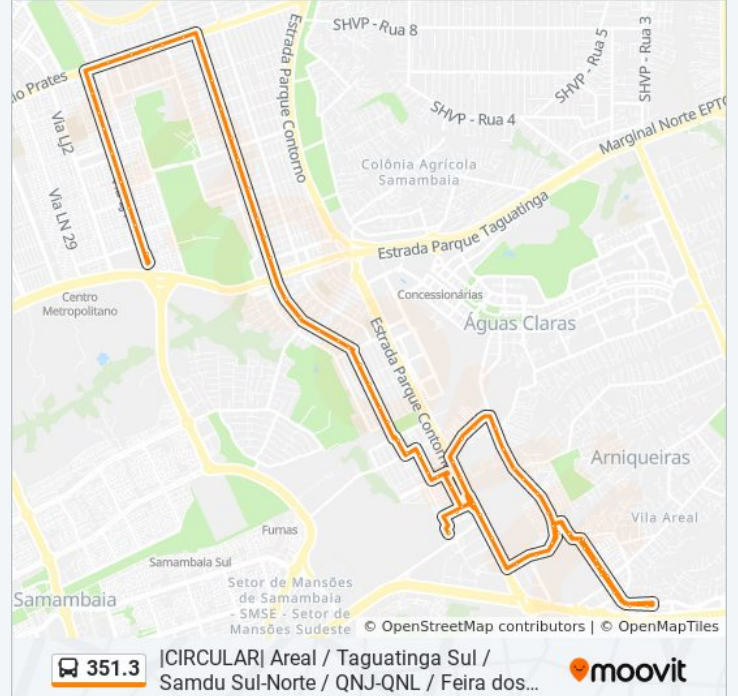 SHVP - Rua 8
SHVP - Rua 5
SHVP - Rua 3
Estrada Parque Contorno
io Prates
SHVP - Rua 4
Marginal Norte EPTG
Via LJ2
Colônia Agrícola
Samambaia
Via LN 29
Estrada Parque Taguatinga
Centro
Metropolitano
Concessionárias
Águas Claras
Estrada Parque Contorno
Arniqueiras
Vila Areal
Furnas
Samambaia Sul
Samambaia
Setor de Mansões
de Samambaia
- SMSE - Setor de
Mansões Sudeste
© OpenStreetMap contributors | © OpenMapTiles
351.3
|CIRCULAR| Areal / Taguatinga Sul /
Samdu Sul-Norte / QNJ-QNL / Feira dos…
moovit